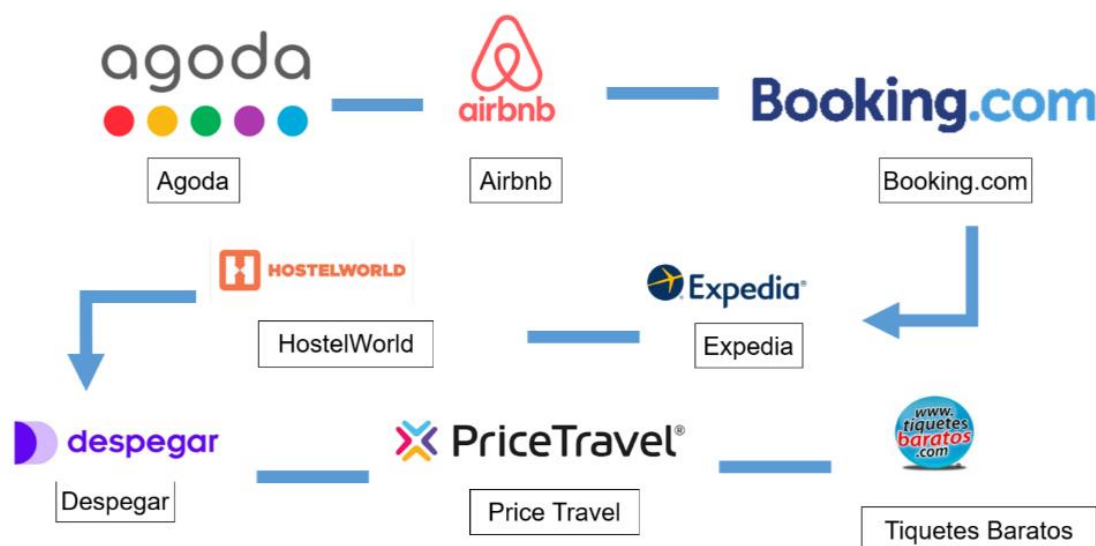 agoda
airbnb
Booking.com
Agoda
Airbnb
Booking.com
Expedia®
Expedia
HOSTELWORLD
HostelWorld
despegar
Despegar
PriceTravel®
Price Travel
www.
tiquetes
baratos
.com
Tiquetes Baratos